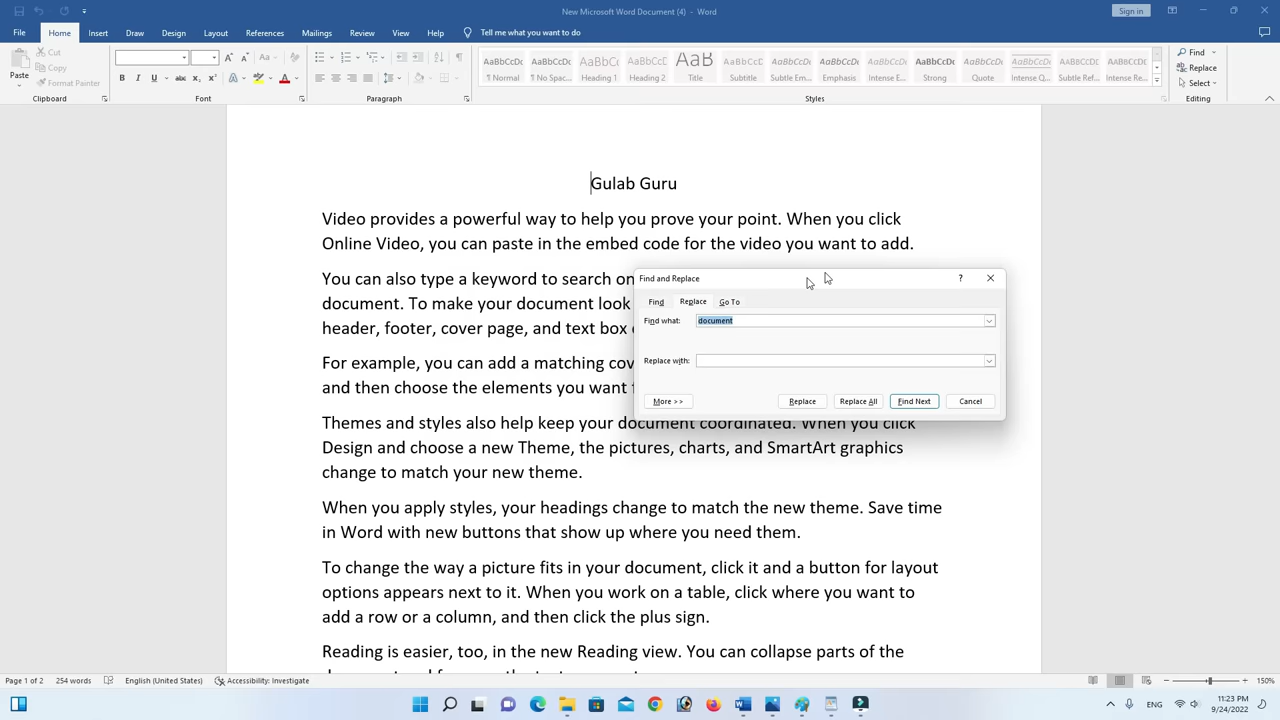 New Microsoft Word Document (4) - Word
Sign in
File Home Insert Draw Design Layout References Mailings Review View Help Tell me what you want to do
Paste
Cut
Copy
Format Painter
AaBbCcDc AaBbCcDc AaBbCc AaBbCcD AaB AaBbCcD AaBbCcDc AaBbCcDc AaBbCcDc AaBbCcDc AaBbCcDc AaBbCcDc AaBbCcDc AaBbCcDc
¶ Normal ¶ No Spac... Heading 1 Heading 2 Title Subtitle Subtle Em... Emphasis Intense E... Strong Quote Intense Q... Subtle Ref... Intense Re...
Find
Replace
Select
Clipboard Font Paragraph Styles Editing
Gulab Guru
Video provides a powerful way to help you prove your point. When you click
Online Video, you can paste in the embed code for the video you want to add.
You can also type a keyword to search on
document. To make your document look
header, footer, cover page, and text box
For example, you can add a matching cov
and then choose the elements you want
Find and Replace
Find Replace Go To
Find what: document
Replace with:
More >> Replace Replace All Find Next Cancel
Themes and styles also help keep your document coordinated. When you click
Design and choose a new Theme, the pictures, charts, and SmartArt graphics
change to match your new theme.
When you apply styles, your headings change to match the new theme. Save time
in Word with new buttons that show up where you need them.
To change the way a picture fits in your document, click it and a button for layout
options appears next to it. When you work on a table, click where you want to
add a row or a column, and then click the plus sign.
Reading is easier, too, in the new Reading view. You can collapse parts of the
Page 1 of 2 254 words English (United States) Accessibility: Investigate 150%
ENG
11:23 PM
9/24/2022